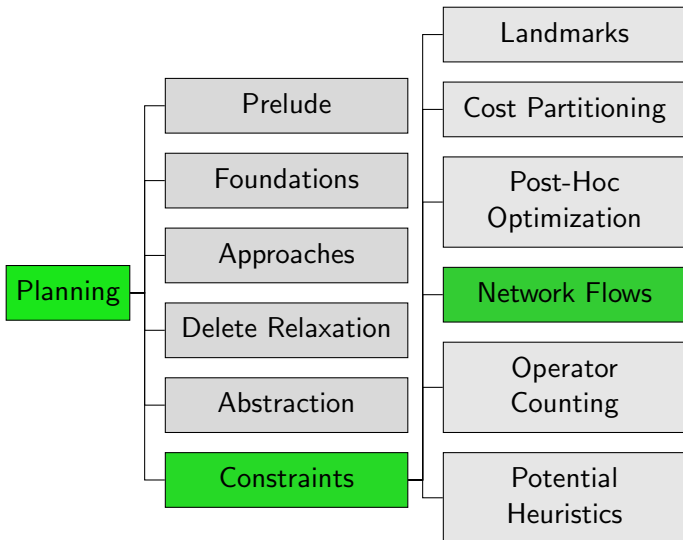 Planning
Prelude
Foundations
Approaches
Delete Relaxation
Abstraction
Constraints
Landmarks
Cost Partitioning
Post-Hoc
Optimization
Network Flows
Operator
Counting
Potential
Heuristics